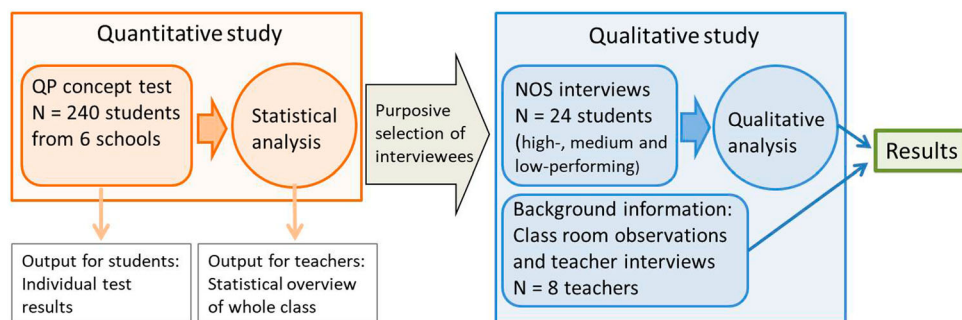 Quantitative study
QP concept test
N = 240 students
from 6 schools
Statistical
analysis
Output for students:
Individual test
results
Output for teachers:
Statistical overview
of whole class
Purposive
selection of
interviewees
Qualitative study
NOS interviews
N = 24 students
(high-, medium and
low-performing)
Qualitative
analysis
Background information:
Class room observations
and teacher interviews
N = 8 teachers
Results